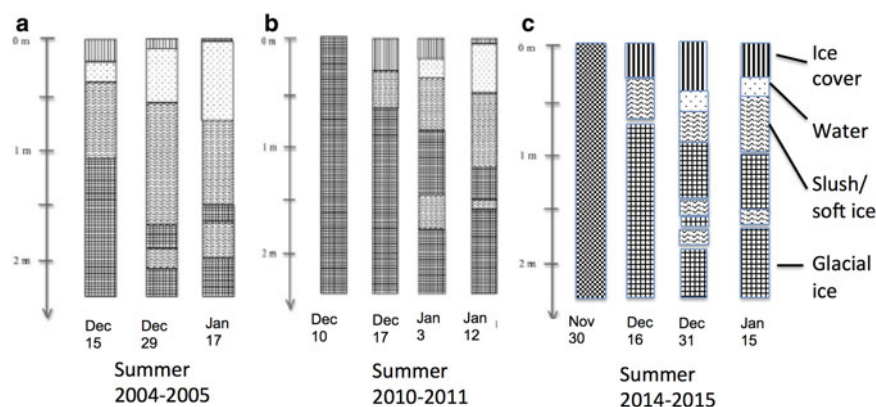 a
0 m
1 m
2 m
Dec
15
Dec
29
Jan
17
Summer
2004-2005
b
0 m
1 m
2 m
Dec
10
Dec
17
Jan
3
Jan
12
Summer
2010-2011
c
0 m
1 m
2 m
Nov
30
Dec
16
Dec
31
Jan
15
Summer
2014-2015
Ice
cover
Water
Slush/
soft ice
Glacial
ice